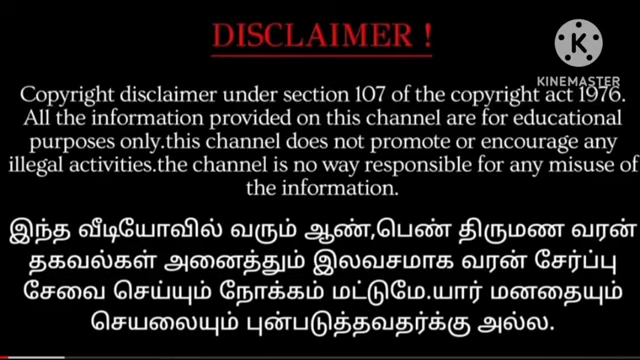 DISCLAIMER !
KINEMASTER
Copyright disclaimer under section 107 of the copyright act 1976.
All the information provided on this channel are for educational
purposes only.this channel does not promote or encourage any
illegal activities.the channel is no way responsible for any misuse of
the information.
இந்த வீடியோவில் வரும் ஆண்,பெண் திருமண வரன்
தகவல்கள் அனைத்தும் இலவசமாக வரன் சேர்ப்பு
சேவை செய்யும் நோக்கம் மட்டுமே.யார் மனதையும்
செயலையும் புன்படுத்தவதர்க்கு அல்ல.